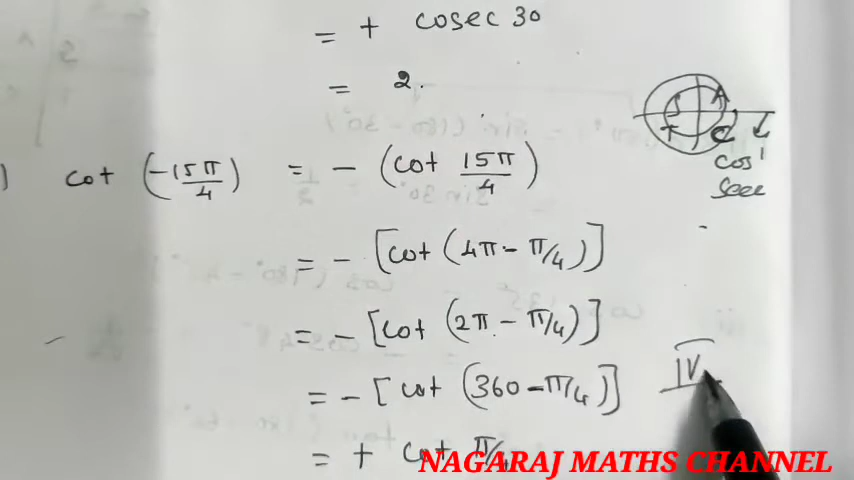 = + cosec 30
= 2.
A
T C
cos
Sec
) cot (-15π/4) = - (cot 15π/4)
= - [cot (4π - π/4)]
= - [cot (2π - π/4)]
= - [cot (360 - π/4)] IV
= + cot π/4
NAGARAJ MATHS CHANNEL